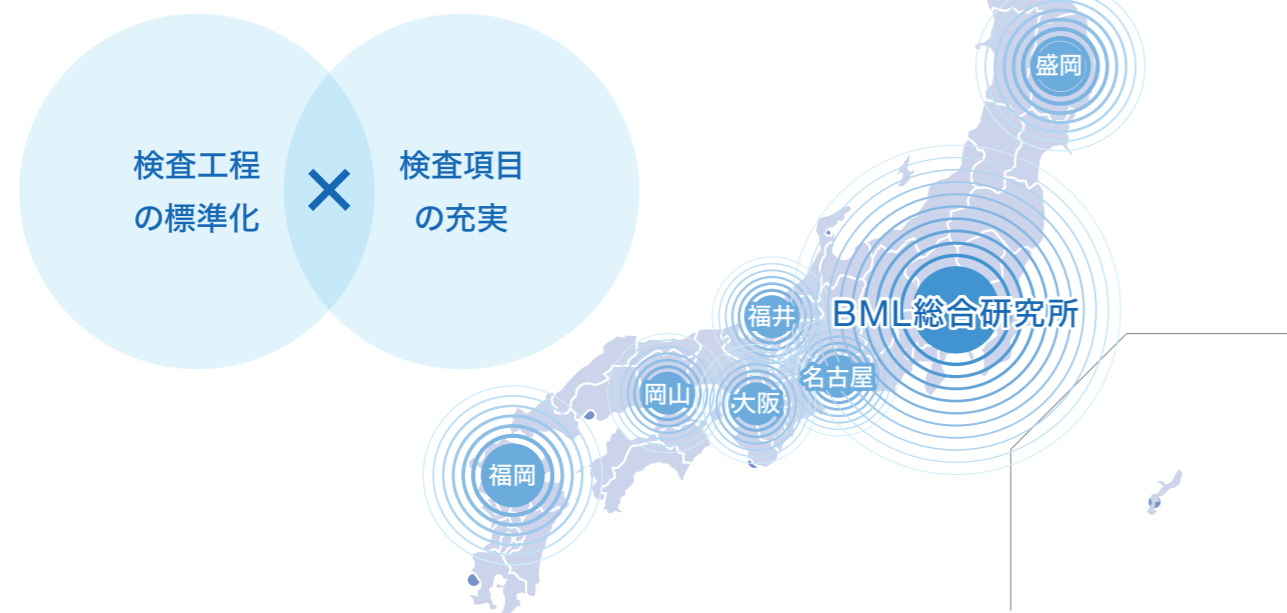 検査工程
の標準化
×
検査項目
の充実
盛岡
BML総合研究所
福井
名古屋
岡山
大阪
福岡